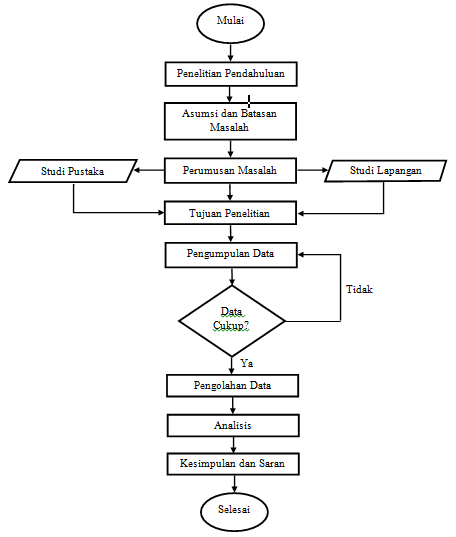 Mulai
Penelitian Pendahuluan
Asumsi dan Batasan
Masalah
Studi Pustaka
Perumusan Masalah
Studi Lapangan
Tujuan Penelitian
Pengumpulan Data
Tidak
Data
Cukup?
Ya
Pengolahan Data
Analisis
Kesimpulan dan Saran
Selesai